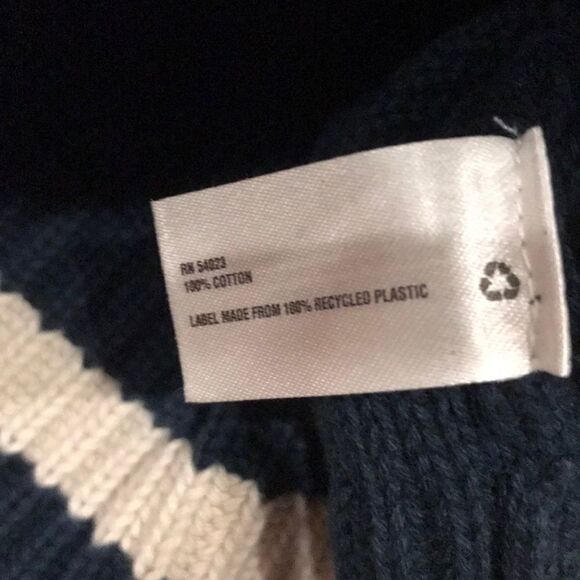 RN 54023
100% COTTON
LABEL MADE FROM 100% RECYCLED PLASTIC